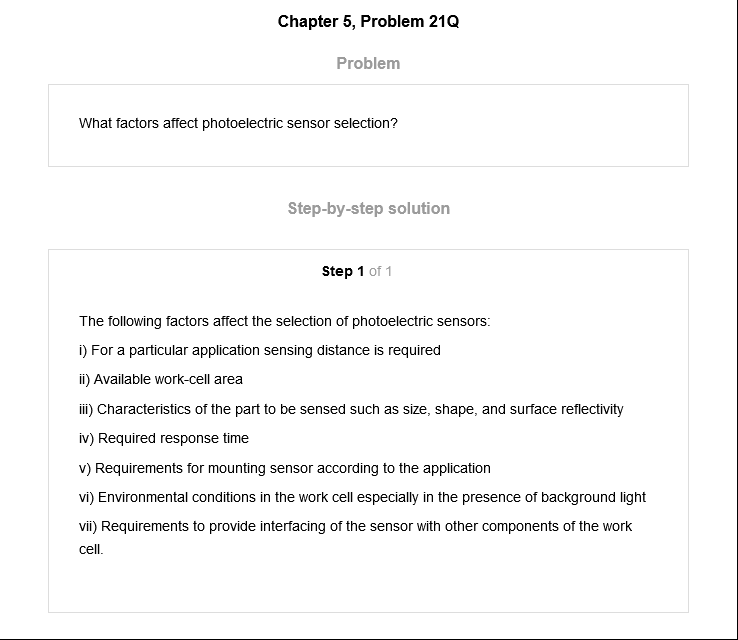 Chapter 5, Problem 21Q
Problem
What factors affect photoelectric sensor selection?
Step-by-step solution
Step 1 of 1
The following factors affect the selection of photoelectric sensors:
i) For a particular application sensing distance is required
ii) Available work-cell area
iii) Characteristics of the part to be sensed such as size, shape, and surface reflectivity
iv) Required response time
v) Requirements for mounting sensor according to the application
vi) Environmental conditions in the work cell especially in the presence of background light
vii) Requirements to provide interfacing of the sensor with other components of the work
cell.